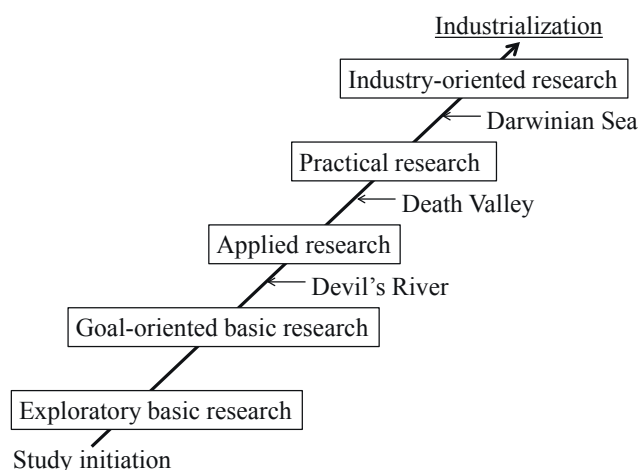 Industrialization
Industry-oriented research
Darwinian Sea
Practical research
Death Valley
Applied research
Devil’s River
Goal-oriented basic research
Exploratory basic research
Study initiation